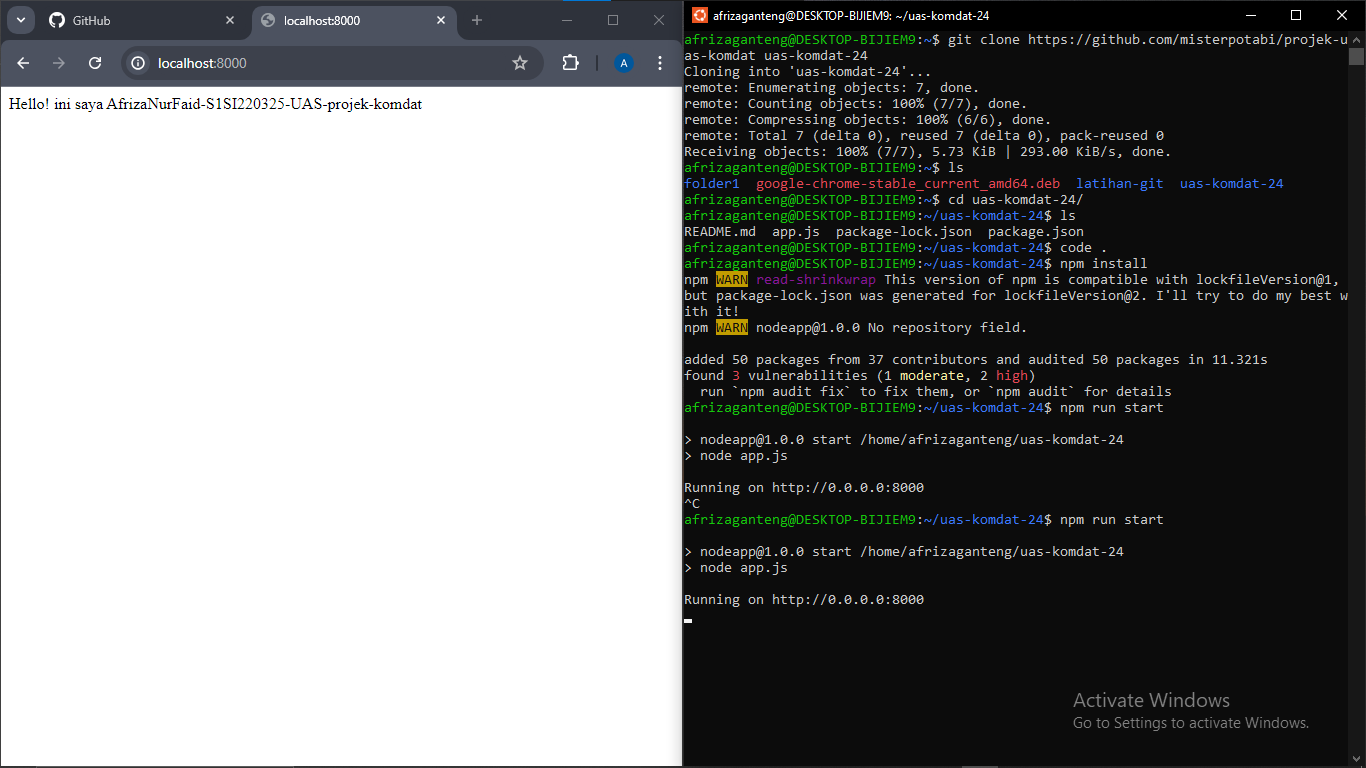 GitHub
localhost:8000
localhost:8000
A
Hello! ini saya AfrizaNurFaid-S1SI220325-UAS-projek-komdat
afrizaganteng@DESKTOP-BIJIEM9: ~/uas-komdat-24
afrizaganteng@DESKTOP-BIJIEM9:~$ git clone https://github.com/misterpotabi/projek-u
as-komdat uas-komdat-24
Cloning into 'uas-komdat-24'...
remote: Enumerating objects: 7, done.
remote: Counting objects: 100% (7/7), done.
remote: Compressing objects: 100% (6/6), done.
remote: Total 7 (delta 0), reused 7 (delta 0), pack-reused 0
Receiving objects: 100% (7/7), 5.73 KiB | 293.00 KiB/s, done.
afrizaganteng@DESKTOP-BIJIEM9:~$ ls
folder1  google-chrome-stable_current_amd64.deb  latihan-git  uas-komdat-24
afrizaganteng@DESKTOP-BIJIEM9:~$ cd uas-komdat-24/
afrizaganteng@DESKTOP-BIJIEM9:~/uas-komdat-24$ ls
README.md  app.js  package-lock.json  package.json
afrizaganteng@DESKTOP-BIJIEM9:~/uas-komdat-24$ code .
afrizaganteng@DESKTOP-BIJIEM9:~/uas-komdat-24$ npm install
npm WARN read-shrinkwrap This version of npm is compatible with lockfileVersion@1,
but package-lock.json was generated for lockfileVersion@2. I'll try to do my best w
ith it!
npm WARN nodeapp@1.0.0 No repository field.
added 50 packages from 37 contributors and audited 50 packages in 11.321s
found 3 vulnerabilities (1 moderate, 2 high)
  run `npm audit fix` to fix them, or `npm audit` for details
afrizaganteng@DESKTOP-BIJIEM9:~/uas-komdat-24$ npm run start
> nodeapp@1.0.0 start /home/afrizaganteng/uas-komdat-24
> node app.js
Running on http://0.0.0.0:8000
^C
afrizaganteng@DESKTOP-BIJIEM9:~/uas-komdat-24$ npm run start
> nodeapp@1.0.0 start /home/afrizaganteng/uas-komdat-24
> node app.js
Running on http://0.0.0.0:8000
Activate Windows
Go to Settings to activate Windows.